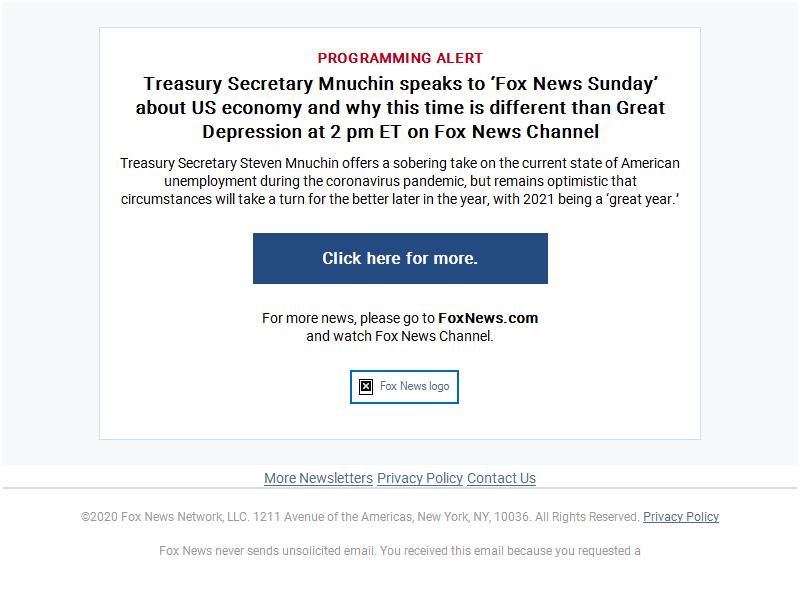 PROGRAMMING ALERT
Treasury Secretary Mnuchin speaks to ‘Fox News Sunday’
about US economy and why this time is different than Great
Depression at 2 pm ET on Fox News Channel
Treasury Secretary Steven Mnuchin offers a sobering take on the current state of American
unemployment during the coronavirus pandemic, but remains optimistic that
circumstances will take a turn for the better later in the year, with 2021 being a ‘great year.’
Click here for more.
For more news, please go to FoxNews.com
and watch Fox News Channel.
Fox News logo
More Newsletters Privacy Policy Contact Us
©2020 Fox News Network, LLC. 1211 Avenue of the Americas, New York, NY, 10036. All Rights Reserved. Privacy Policy
Fox News never sends unsolicited email. You received this email because you requested a